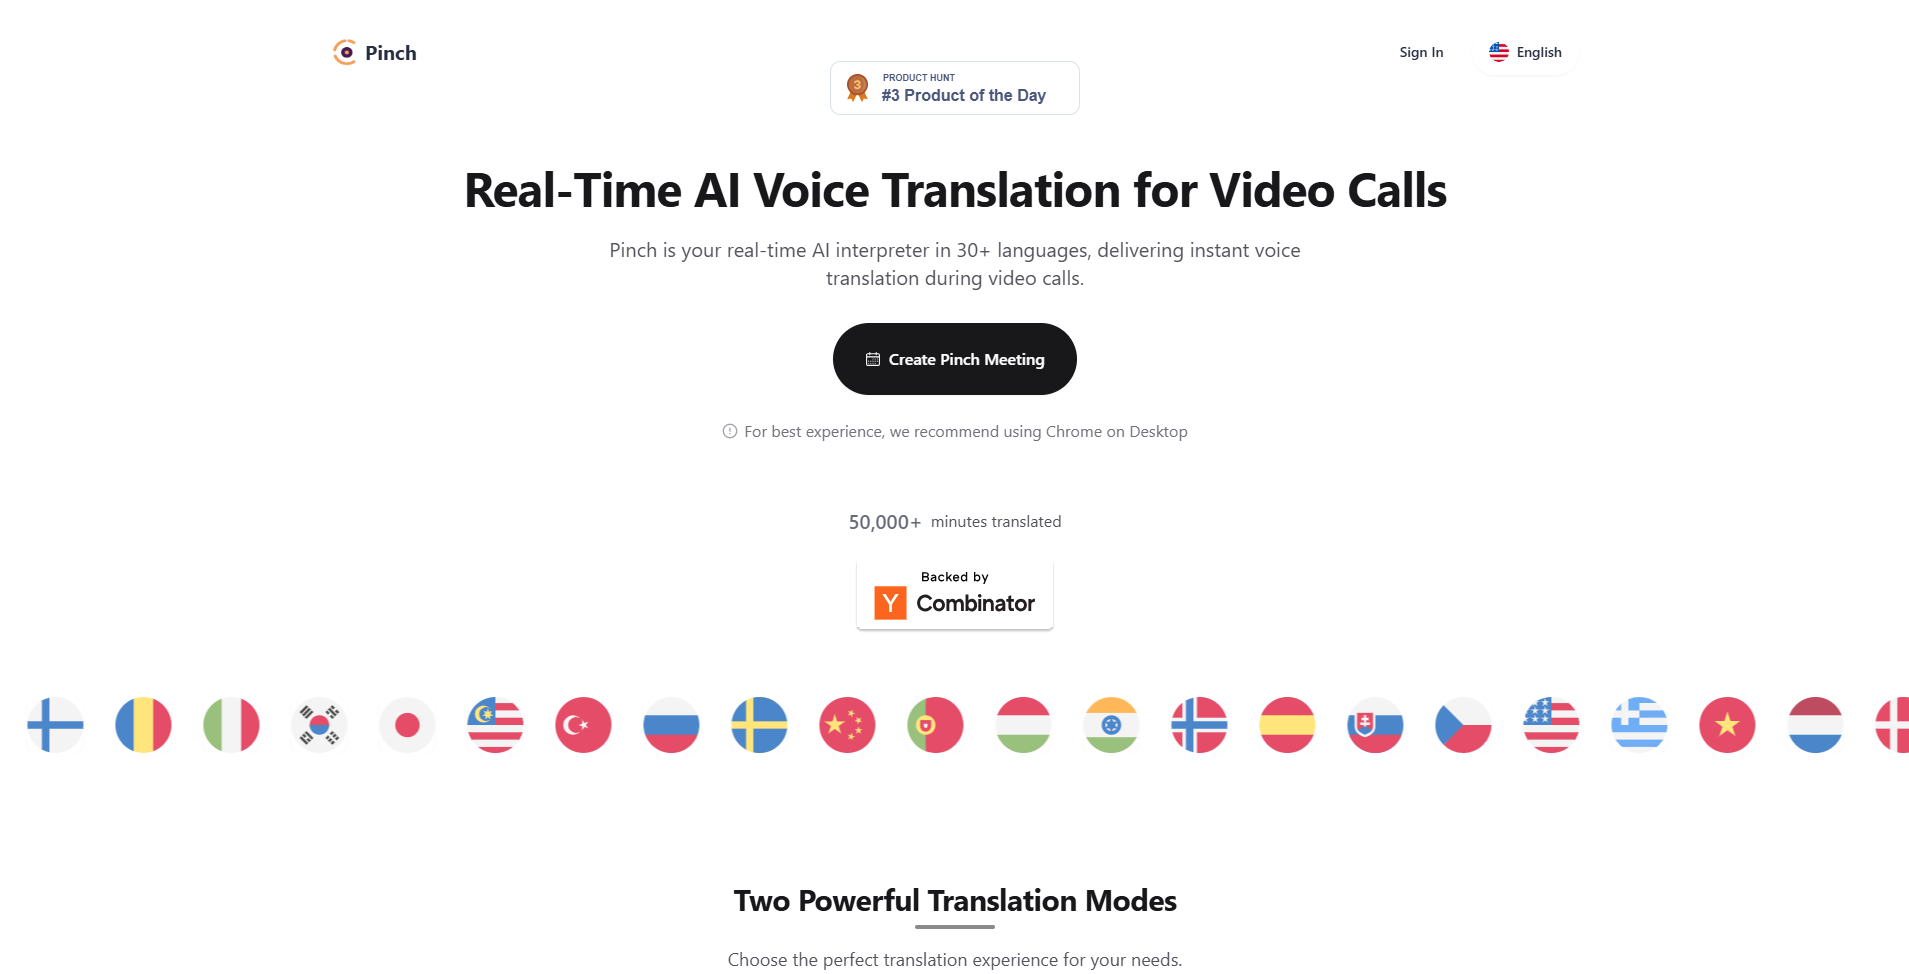 Pinch
Sign In
English
3
PRODUCT HUNT
#3 Product of the Day
Real-Time AI Voice Translation for Video Calls
Pinch is your real-time AI interpreter in 30+ languages, delivering instant voice
translation during video calls.
Create Pinch Meeting
For best experience, we recommend using Chrome on Desktop
50,000+ minutes translated
Backed by
Y Combinator
Two Powerful Translation Modes
Choose the perfect translation experience for your needs.